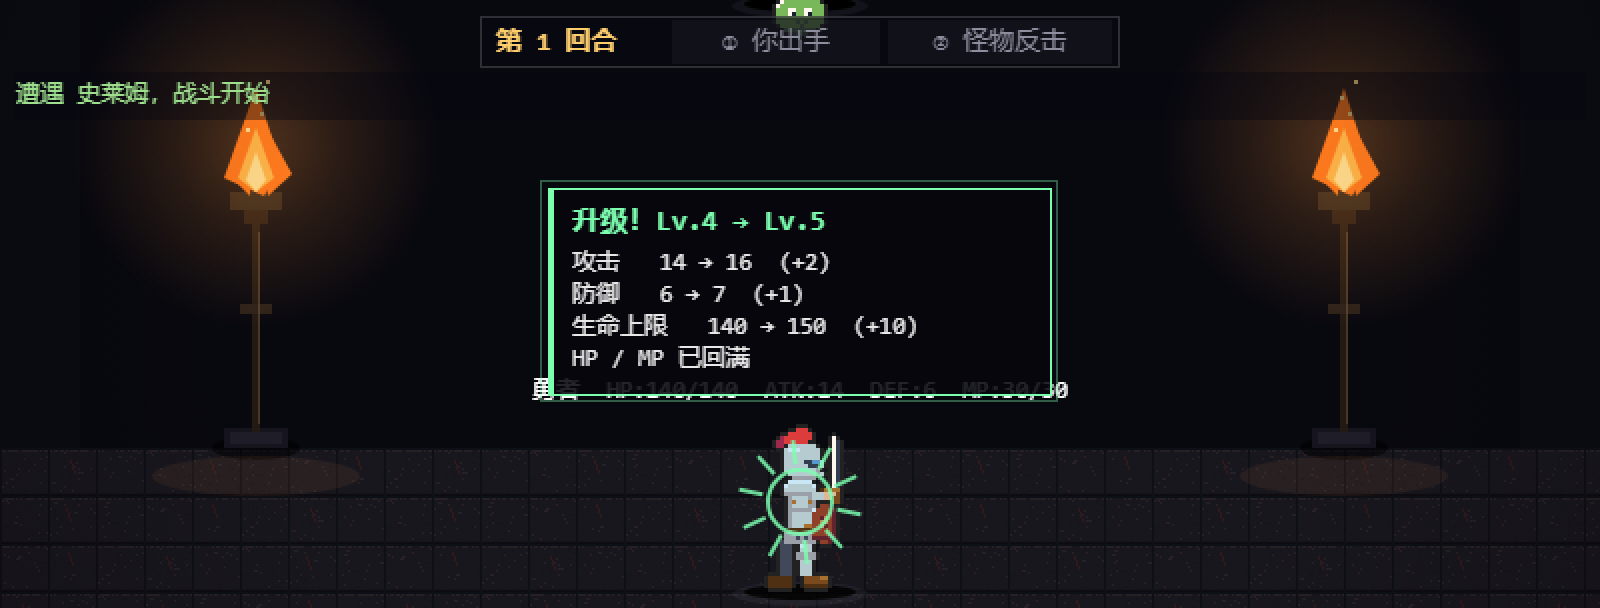 第 1 回合 ① 你出手 ② 怪物反击
遭遇 史莱姆, 战斗开始
升级! Lv.4 → Lv.5
攻击 14 → 16 (+2)
防御 6 → 7 (+1)
生命上限 140 → 150 (+10)
HP / MP 已回满
勇者 HP:140/140 ATK:14 DEF:6 MP:30/30